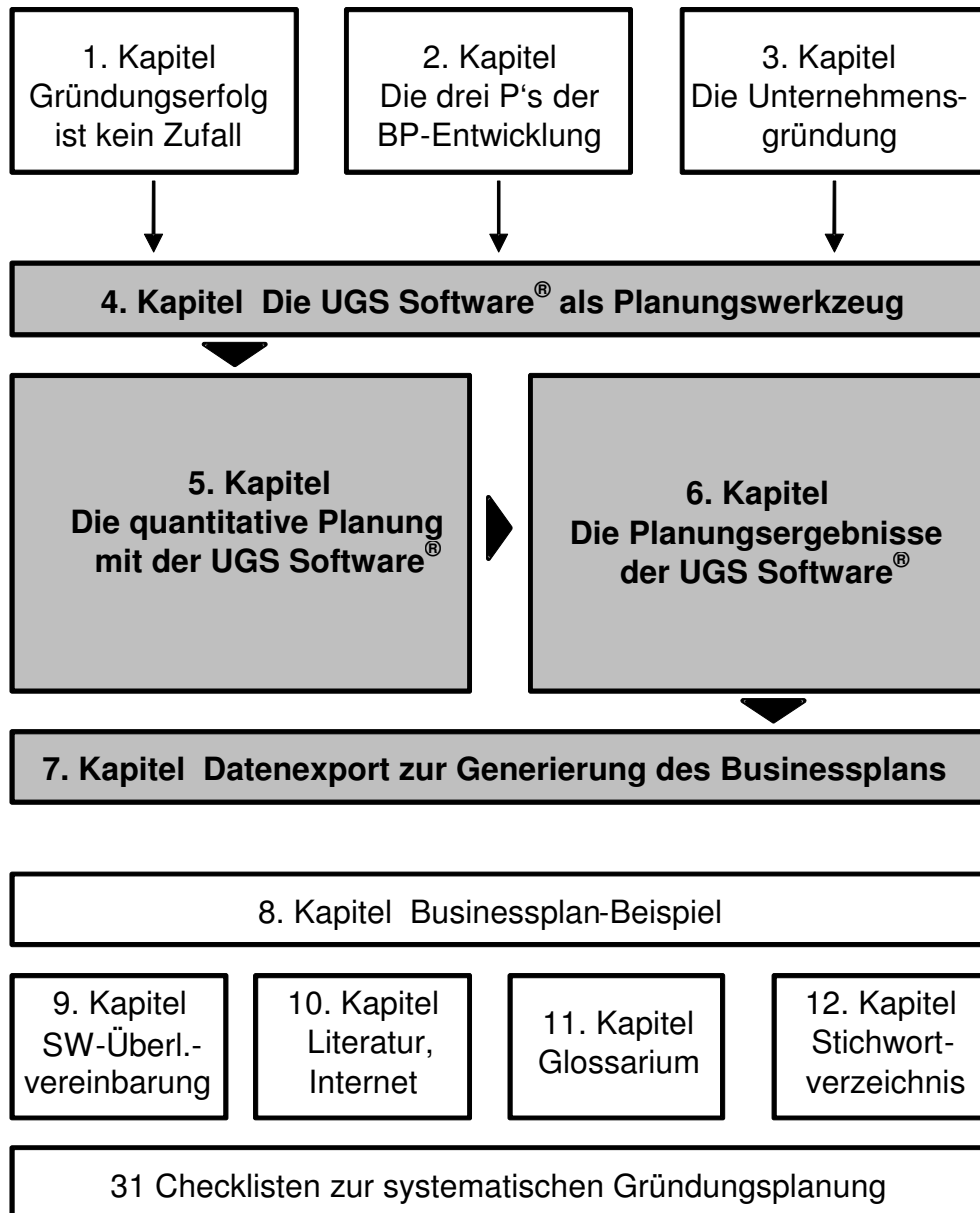 1. Kapitel
Gründungserfolg
ist kein Zufall
2. Kapitel
Die drei P‘s der
BP-Entwicklung
3. Kapitel
Die Unternehmens-
gründung
4. Kapitel Die UGS Software® als Planungswerkzeug
5. Kapitel
Die quantitative Planung
mit der UGS Software®
6. Kapitel
Die Planungsergebnisse
der UGS Software®
7. Kapitel Datenexport zur Generierung des Businessplans
8. Kapitel Businessplan-Beispiel
9. Kapitel
SW-Überl.-
vereinbarung
10. Kapitel
Literatur,
Internet
11. Kapitel
Glossarium
12. Kapitel
Stichwort-
verzeichnis
31 Checklisten zur systematischen Gründungsplanung